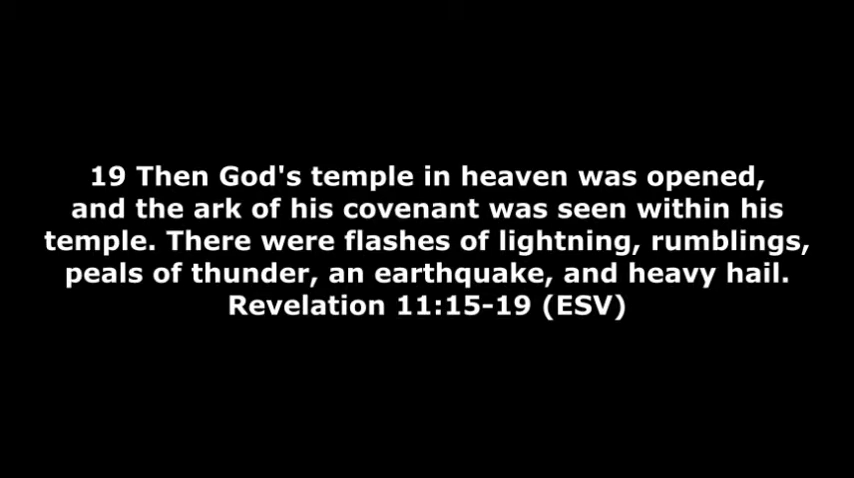 19 Then God's temple in heaven was opened,
and the ark of his covenant was seen within his
temple. There were flashes of lightning, rumblings,
peals of thunder, an earthquake, and heavy hail.
Revelation 11:15-19 (ESV)